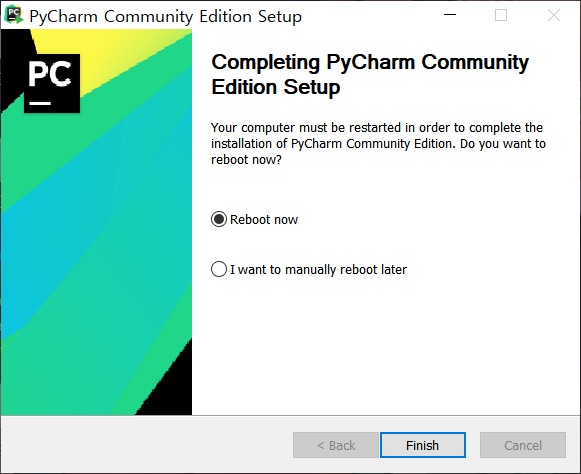 PyCharm Community Edition Setup
PC
Completing PyCharm Community
Edition Setup
Your computer must be restarted in order to complete the
installation of PyCharm Community Edition. Do you want to
reboot now?
Reboot now
I want to manually reboot later
< Back
Finish
Cancel